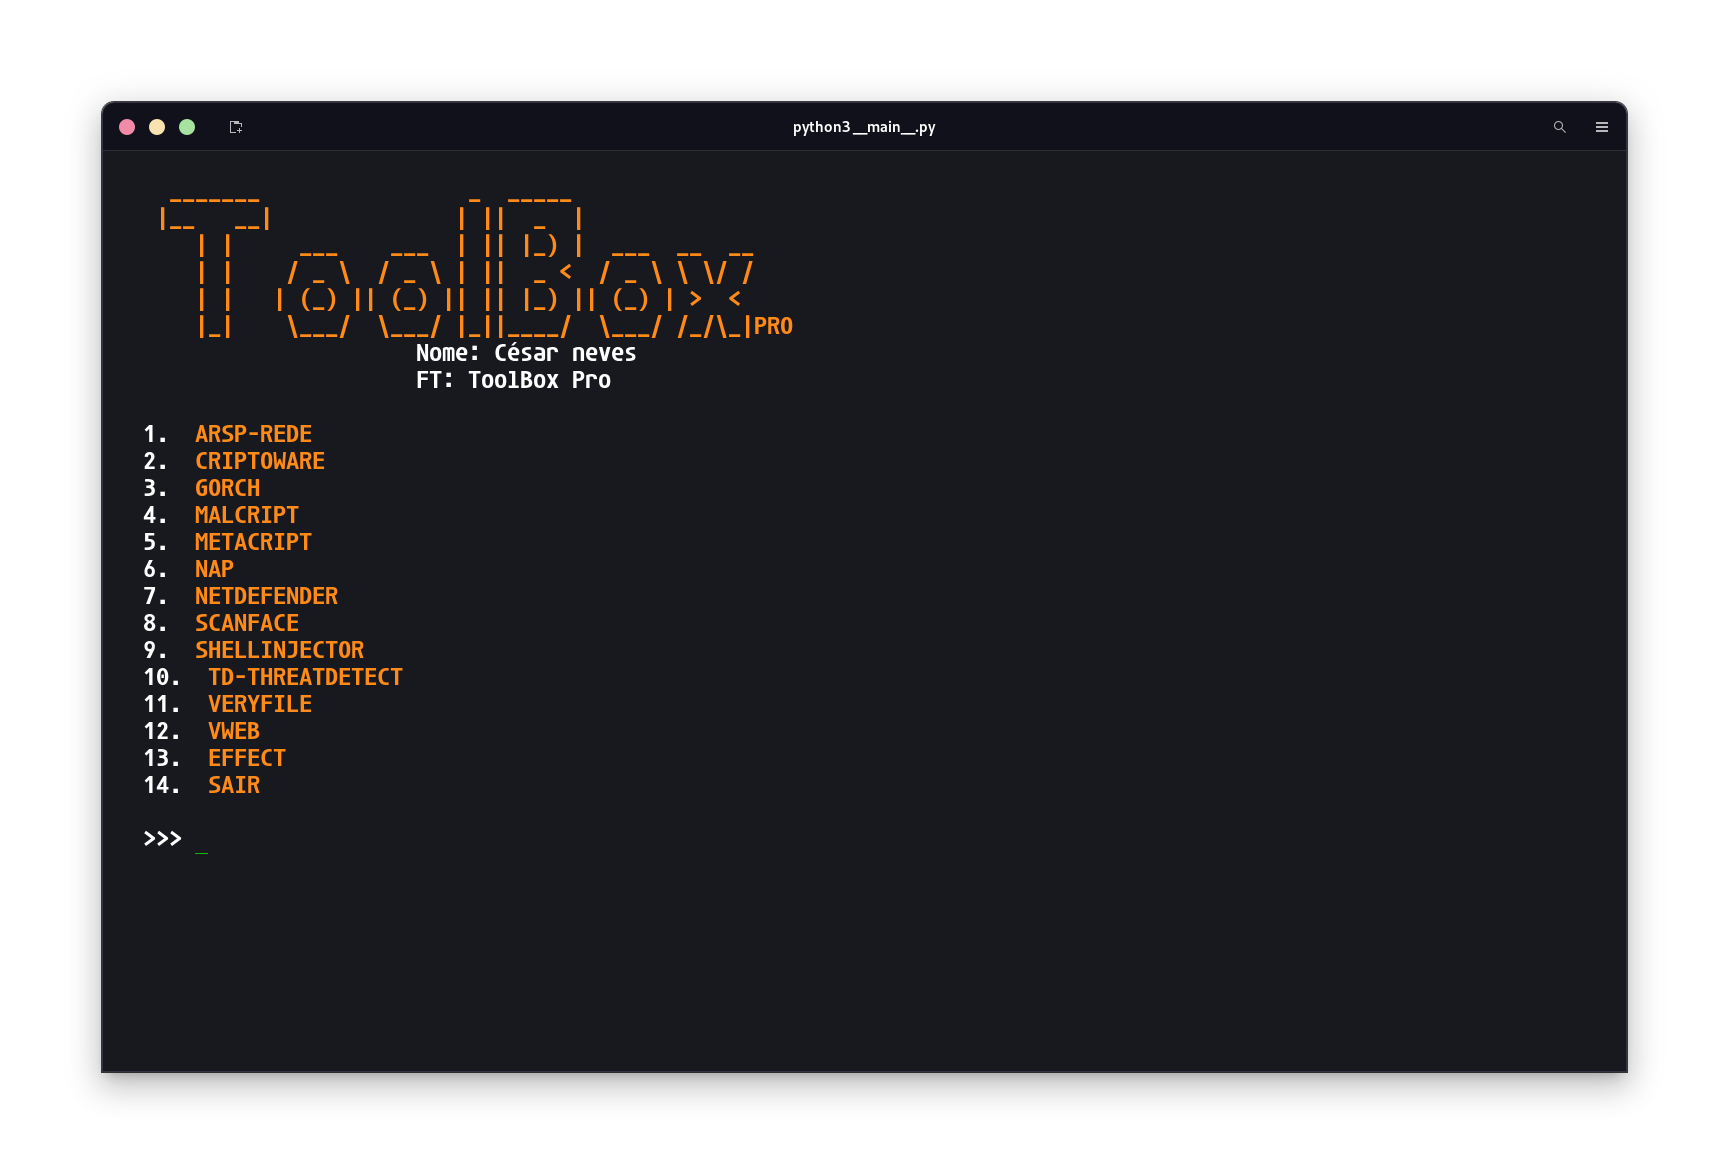 python3 __main__.py
ToolBox PRO
Nome: César neves
FT: ToolBox Pro
1. ARSP-REDE
2. CRIPTOWARE
3. GORCH
4. MALCRIPT
5. METACRIPT
6. NAP
7. NETDEFENDER
8. SCANFACE
9. SHELLINJECTOR
10. TD-THREATDETECT
11. VERYFILE
12. VWEB
13. EFFECT
14. SAIR
>>> _